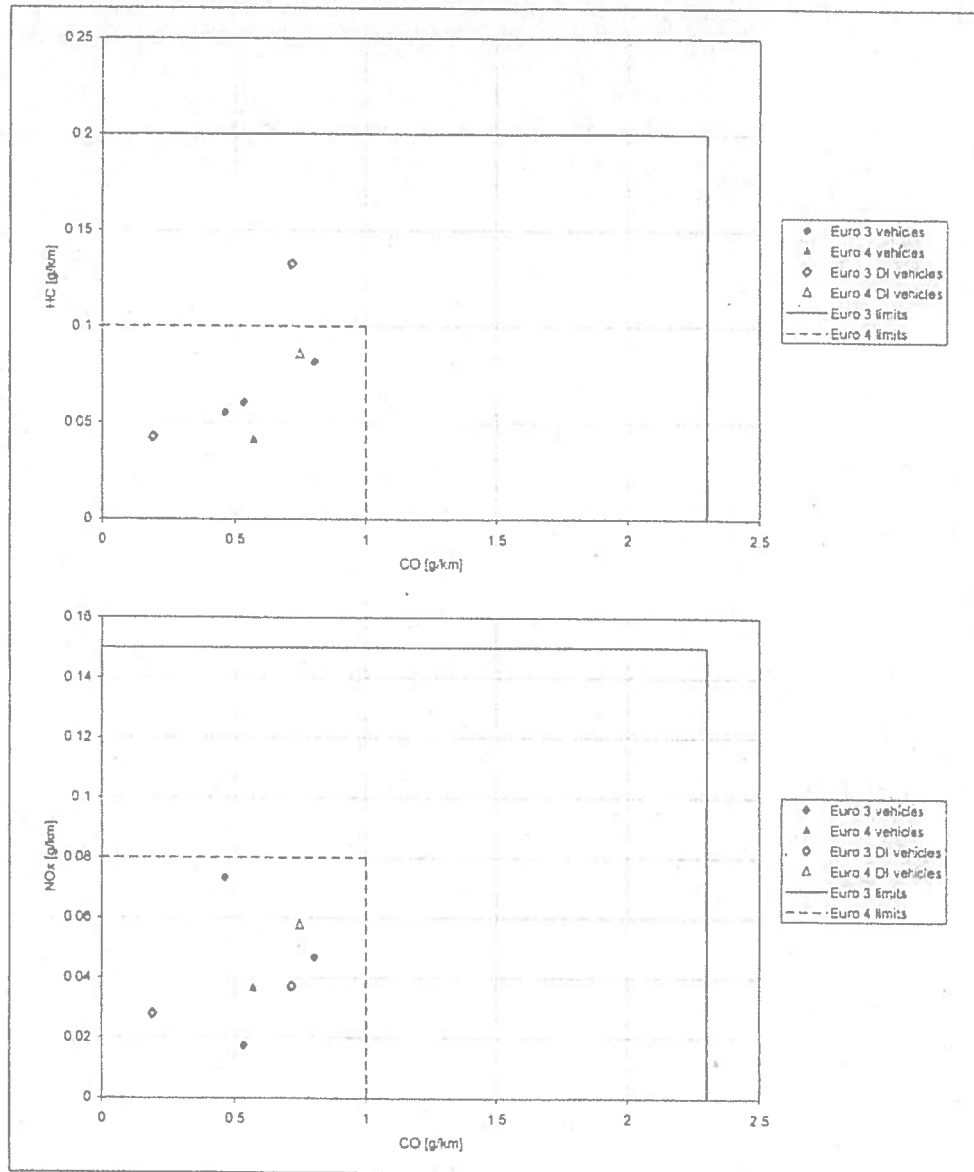 0.25
0.2
0.15
0.1
0.05
0
HC [g/km]
0 0.5 1 1.5 2 2.5
CO [g/km]
Euro 3 vehicles
Euro 4 vehicles
Euro 3 DI vehicles
Euro 4 DI vehicles
Euro 3 limits
Euro 4 limits
0.16
0.14
0.12
0.1
0.08
0.06
0.04
0.02
0
NOx [g/km]
0 0.5 1 1.5 2 2.5
CO [g/km]
Euro 3 vehicles
Euro 4 vehicles
Euro 3 DI vehicles
Euro 4 DI vehicles
Euro 3 limits
Euro 4 limits